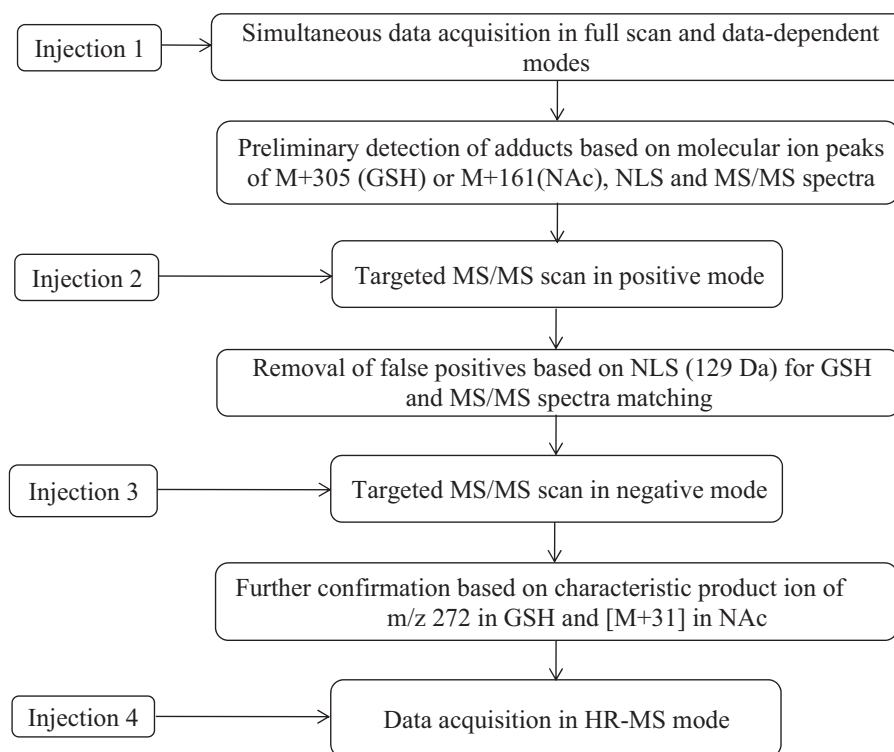 Injection 1
Simultaneous data acquisition in full scan and data-dependent
modes
Preliminary detection of adducts based on molecular ion peaks
of M+305 (GSH) or M+161(NAc), NLS and MS/MS spectra
Injection 2
Targeted MS/MS scan in positive mode
Removal of false positives based on NLS (129 Da) for GSH
and MS/MS spectra matching
Injection 3
Targeted MS/MS scan in negative mode
Further confirmation based on characteristic product ion of
m/z 272 in GSH and [M+31] in NAc
Injection 4
Data acquisition in HR-MS mode